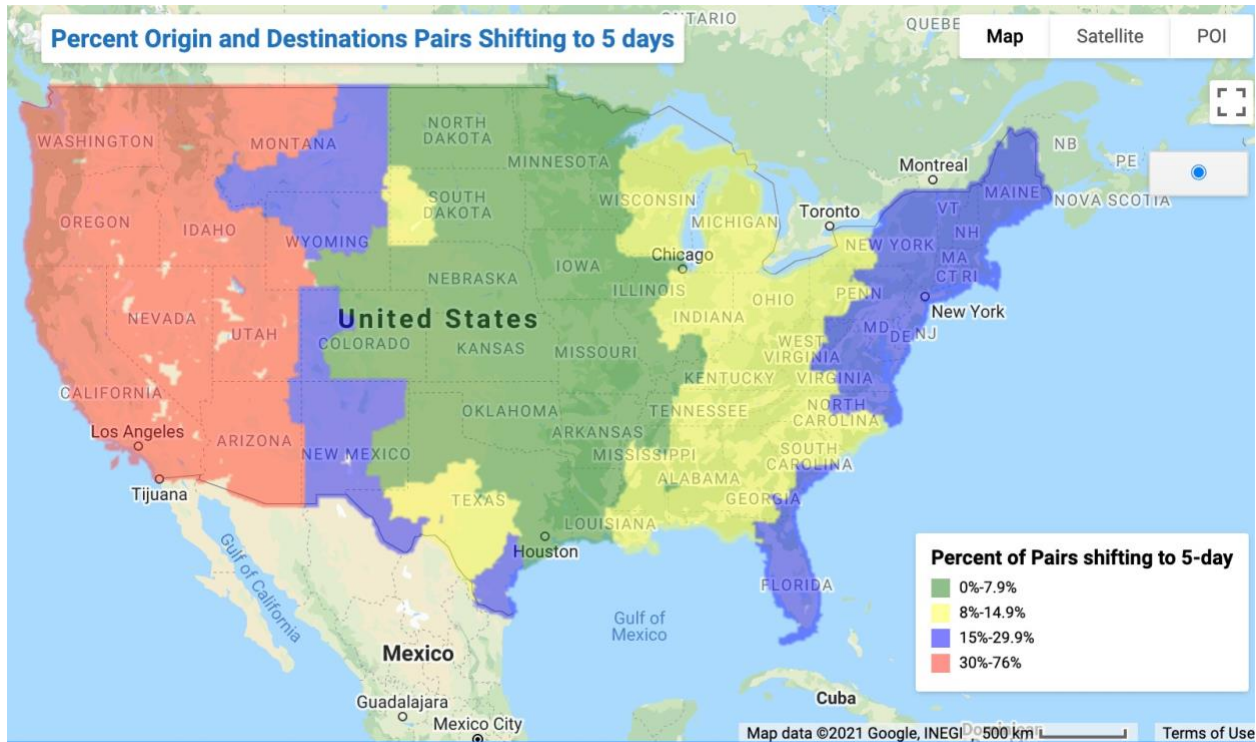 Percent Origin and Destinations Pairs Shifting to 5 days
ONTARIO
QUEBE
Map
Satellite
POI
WASHINGTON
MONTANA
NORTH
DAKOTA
MINNESOTA
Montreal
NB
PE
MAINE
NOVA SCOTIA
OREGON
IDAHO
SOUTH
DAKOTA
WISCONSIN
MICHIGAN
Toronto
VT
NH
WYOMING
NEW YORK
MA
CT RI
Chicago
IOWA
NEBRASKA
ILLINOIS
OHIO
PENN
New York
NEVADA
UTAH
United States
COLORADO
KANSAS
MISSOURI
INDIANA
WEST
VIRGINIA
MD
DE
NJ
KENTUCKY
VIRGINIA
CALIFORNIA
Los Angeles
ARIZONA
NEW MEXICO
OKLAHOMA
ARKANSAS
TENNESSEE
NORTH
CAROLINA
MISSISSIPPI
SOUTH
CAROLINA
Tijuana
TEXAS
ALABAMA
GEORGIA
LOUISIANA
Houston
Gulf of California
FLORIDA
Gulf of
Mexico
Mexico
Guadalajara
Mexico City
Cuba
Percent of Pairs shifting to 5-day
0%-7.9%
8%-14.9%
15%-29.9%
30%-76%
Map data ©2021 Google, INEGI
500 km
Terms of Use